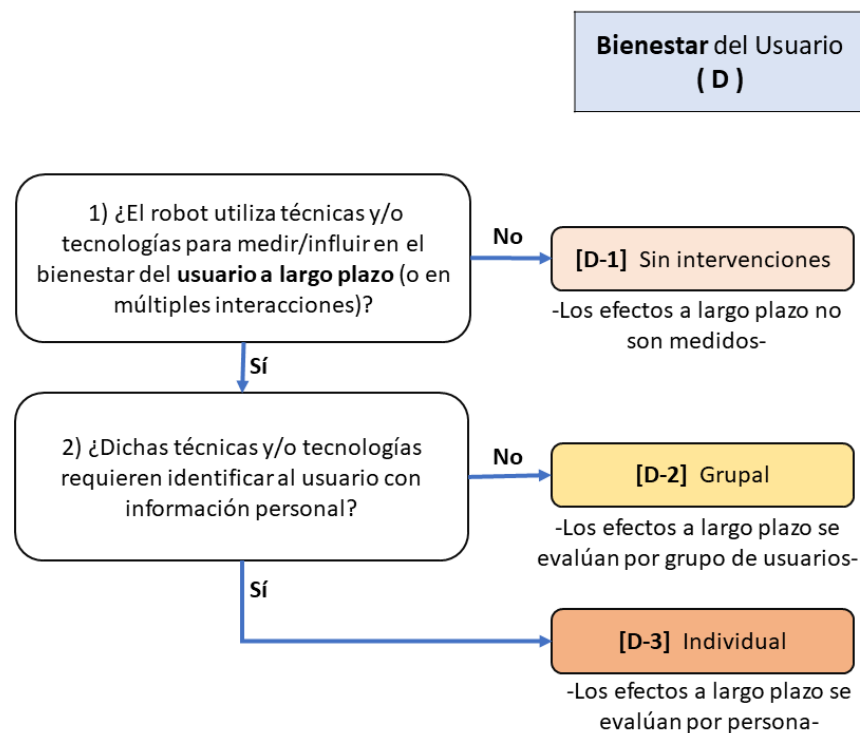 Bienestar del Usuario
( D )
1) ¿El robot utiliza técnicas y/o
tecnologías para medir/influir en el
bienestar del usuario a largo plazo (o en
múltiples interacciones)?
No
[D-1] Sin intervenciones
-Los efectos a largo plazo no
son medidos-
Sí
2) ¿Dichas técnicas y/o tecnologías
requieren identificar al usuario con
información personal?
No
[D-2] Grupal
-Los efectos a largo plazo se
evalúan por grupo de usuarios-
Sí
[D-3] Individual
-Los efectos a largo plazo se
evalúan por persona-